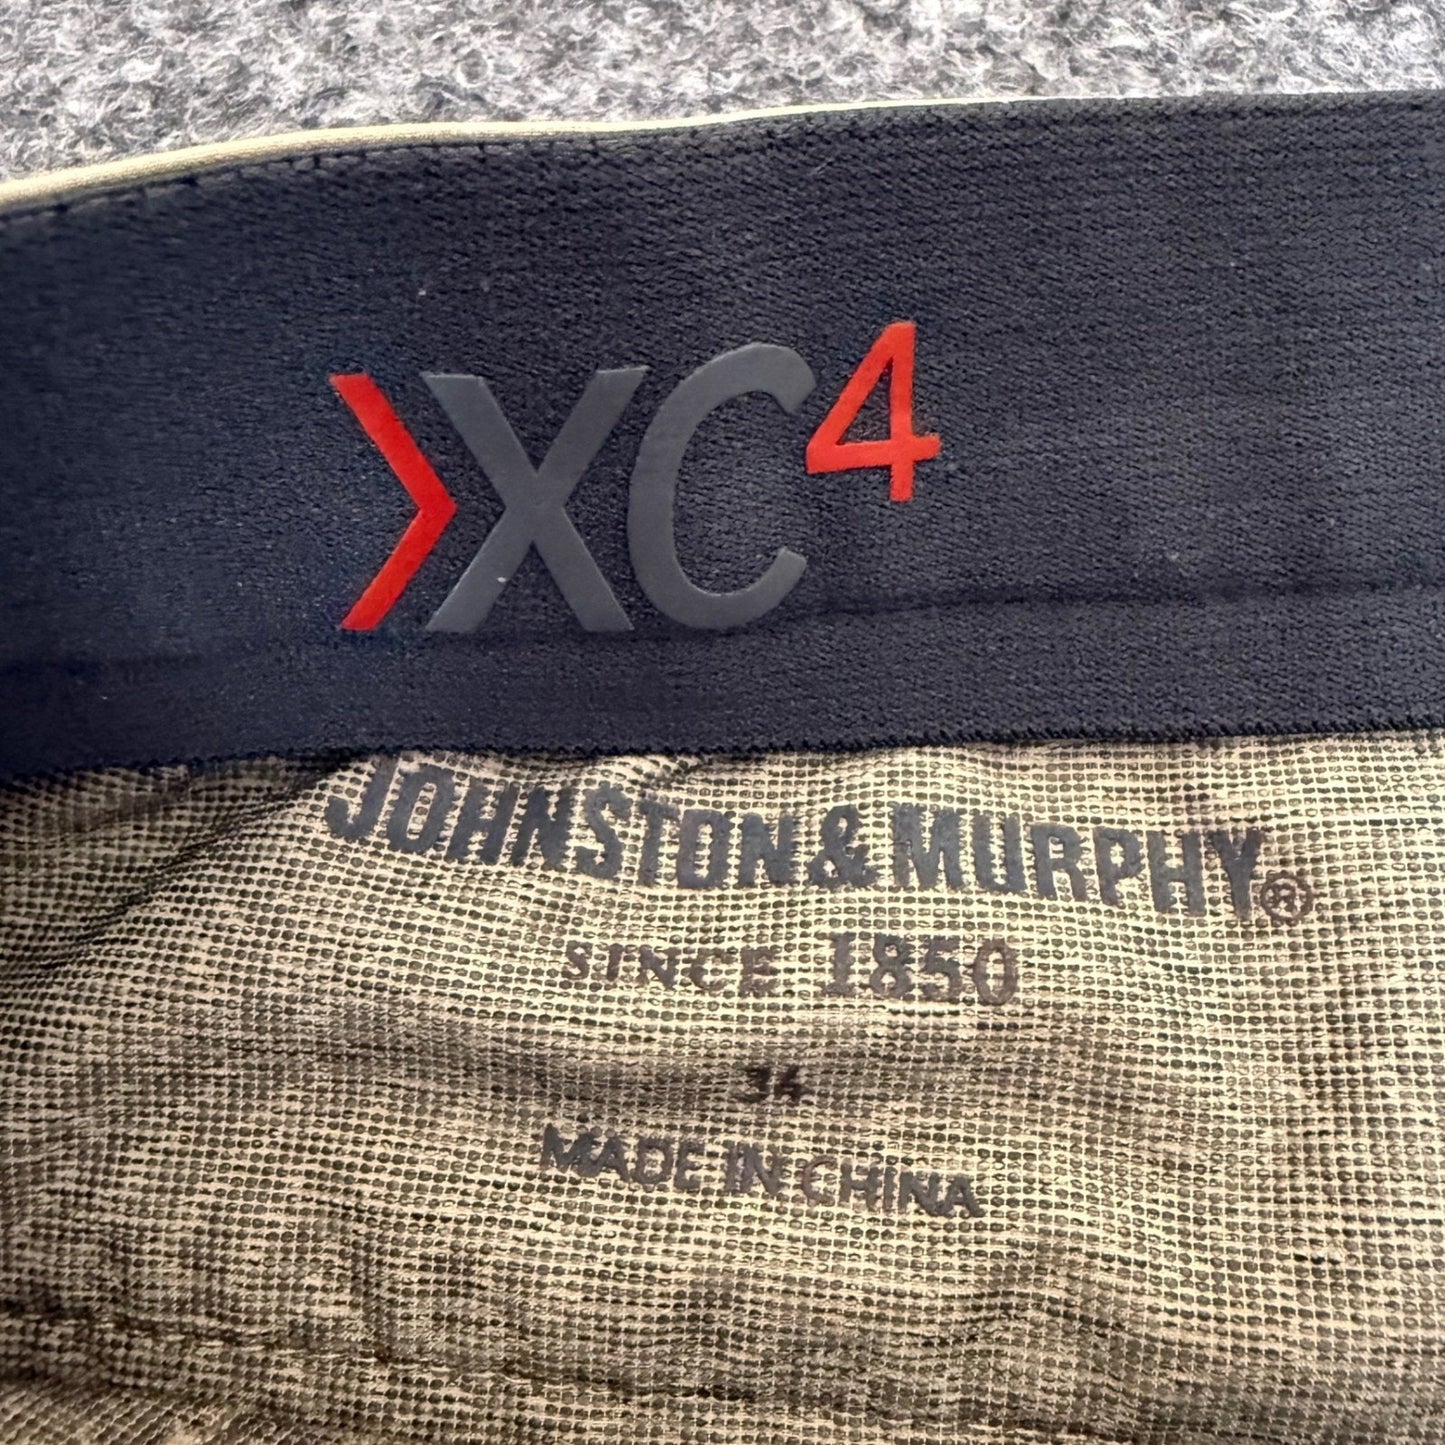 XC4
JOHNSTON & MURPHY®
SINCE 1850
34
MADE IN CHINA